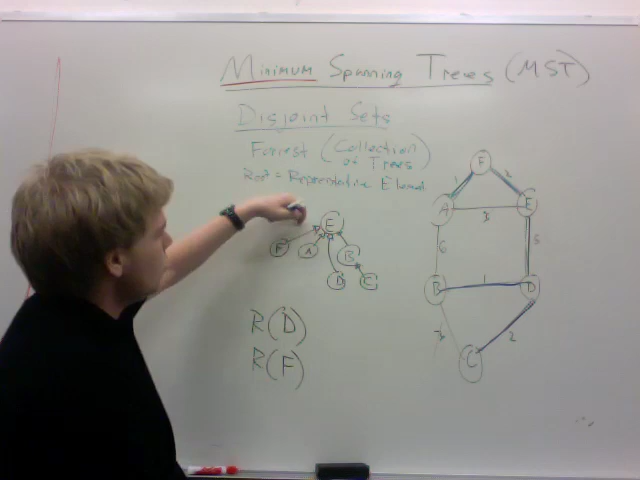 Minimum Spanning Trees (MST)
Disjoint Sets
Forrest (Collection
of Trees)
Root = Representative Element
F
1 2
A E
3
E
F A B
6 5
D C
B 1 D
R(D)
3 2
R(F)
C